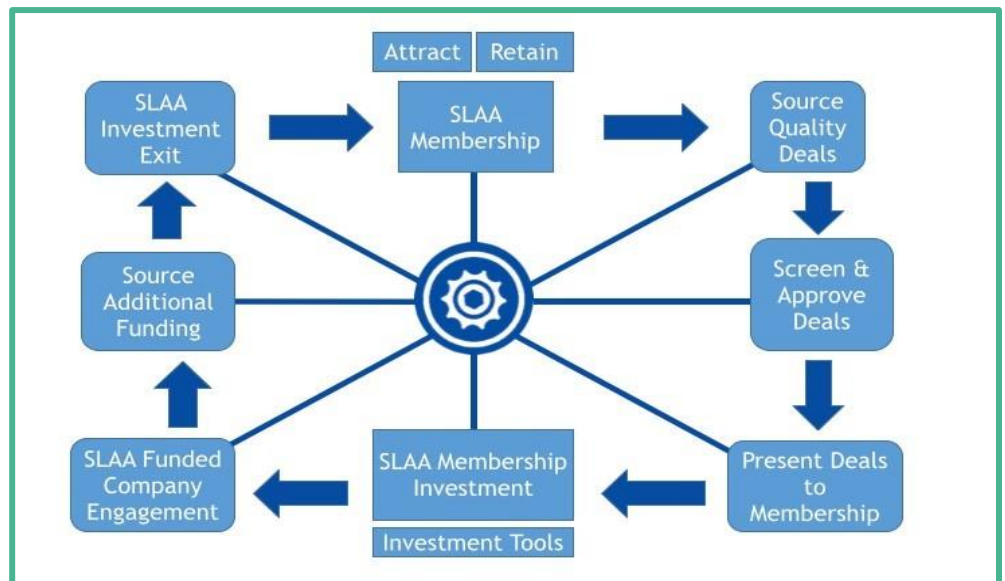 Attract
Retain
SLAA
Investment
Exit
SLAA
Membership
Source
Quality
Deals
Source
Additional
Funding
Screen &
Approve
Deals
SLAA Funded
Company
Engagement
SLAA Membership
Investment
Investment Tools
Present Deals
to
Membership